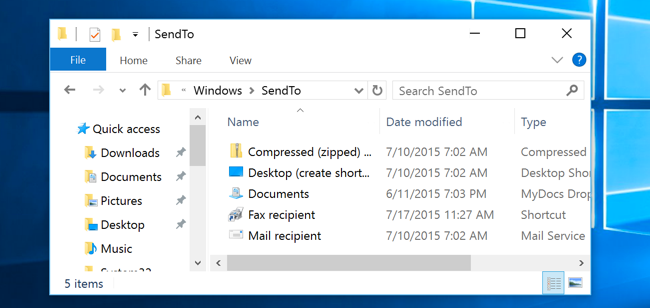 SendTo
File Home Share View
Windows SendTo Search SendTo
Name Date modified Type
Quick access
Downloads
Documents
Pictures
Desktop
Music
Compressed (zipped) ... 7/10/2015 7:02 AM Compressed
Desktop (create short... 7/10/2015 7:02 AM Desktop Sho
Documents 6/11/2015 7:03 PM MyDocs Drop
Fax recipient 7/17/2015 11:27 AM Shortcut
Mail recipient 7/10/2015 7:02 AM Mail Service
5 items